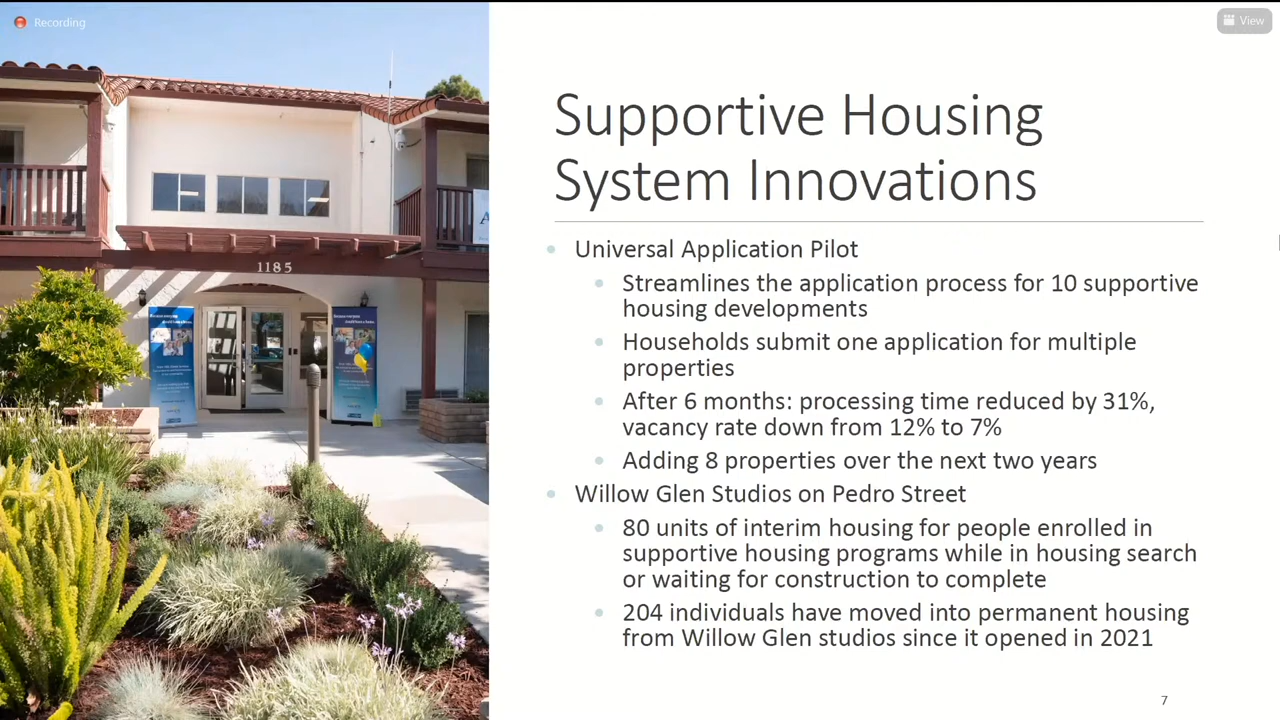 Recording
View
Supportive Housing
System Innovations
• Universal Application Pilot
• Streamlines the application process for 10 supportive
housing developments
• Households submit one application for multiple
properties
• After 6 months: processing time reduced by 31%,
vacancy rate down from 12% to 7%
• Adding 8 properties over the next two years
• Willow Glen Studios on Pedro Street
• 80 units of interim housing for people enrolled in
supportive housing programs while in housing search
or waiting for construction to complete
• 204 individuals have moved into permanent housing
from Willow Glen studios since it opened in 2021
7
1185
A